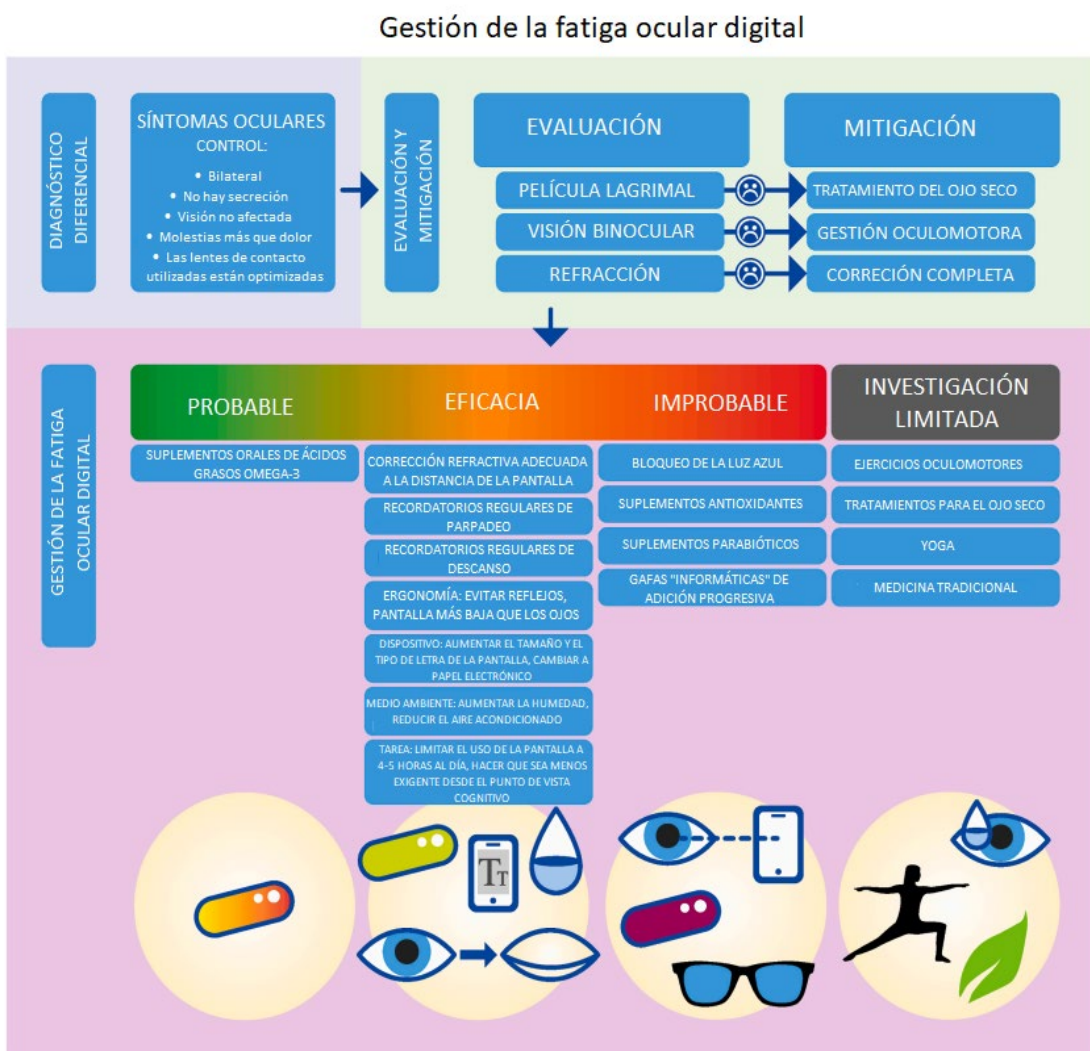 Gestión de la fatiga ocular digital
DIAGNÓSTICO
DIFERENCIAL
SÍNTOMAS OCULARES
CONTROL:
• Bilateral
• No hay secreción
• Visión no afectada
• Molestias más que dolor
• Las lentes de contacto
utilizadas están optimizadas
EVALUACIÓN Y
MITIGACIÓN
EVALUACIÓN
MITIGACIÓN
PELÍCULA LAGRIMAL
TRATAMIENTO DEL OJO SECO
VISIÓN BINOCULAR
GESTIÓN OCULOMOTORA
REFRACCIÓN
CORRECIÓN COMPLETA
GESTIÓN DE LA FATIGA
OCULAR DIGITAL
PROBABLE
EFICACIA
IMPROBABLE
INVESTIGACIÓN
LIMITADA
SUPLEMENTOS ORALES DE ÁCIDOS
GRASOS OMEGA-3
CORRECCIÓN REFRACTIVA ADECUADA
A LA DISTANCIA DE LA PANTALLA
RECORDATORIOS REGULARES DE
PARPADEO
RECORDATORIOS REGULARES DE
DESCANSO
ERGONOMÍA: EVITAR REFLEJOS,
PANTALLA MÁS BAJA QUE LOS OJOS
DISPOSITIVO: AUMENTAR EL TAMAÑO Y EL
TIPO DE LETRA DE LA PANTALLA, CAMBIAR A
PAPEL ELECTRÓNICO
MEDIO AMBIENTE: AUMENTAR LA HUMEDAD,
REDUCIR EL AIRE ACONDICIONADO
TAREA: LIMITAR EL USO DE LA PANTALLA A
4-5 HORAS AL DÍA, HACER QUE SEA MENOS
EXIGENTE DESDE EL PUNTO DE VISTA
COGNITIVO
BLOQUEO DE LA LUZ AZUL
SUPLEMENTOS ANTIOXIDANTES
SUPLEMENTOS PARABIÓTICOS
GAFAS "INFORMÁTICAS" DE
ADICIÓN PROGRESIVA
EJERCICIOS OCULOMOTORES
TRATAMIENTOS PARA EL OJO SECO
YOGA
MEDICINA TRADICIONAL
TT